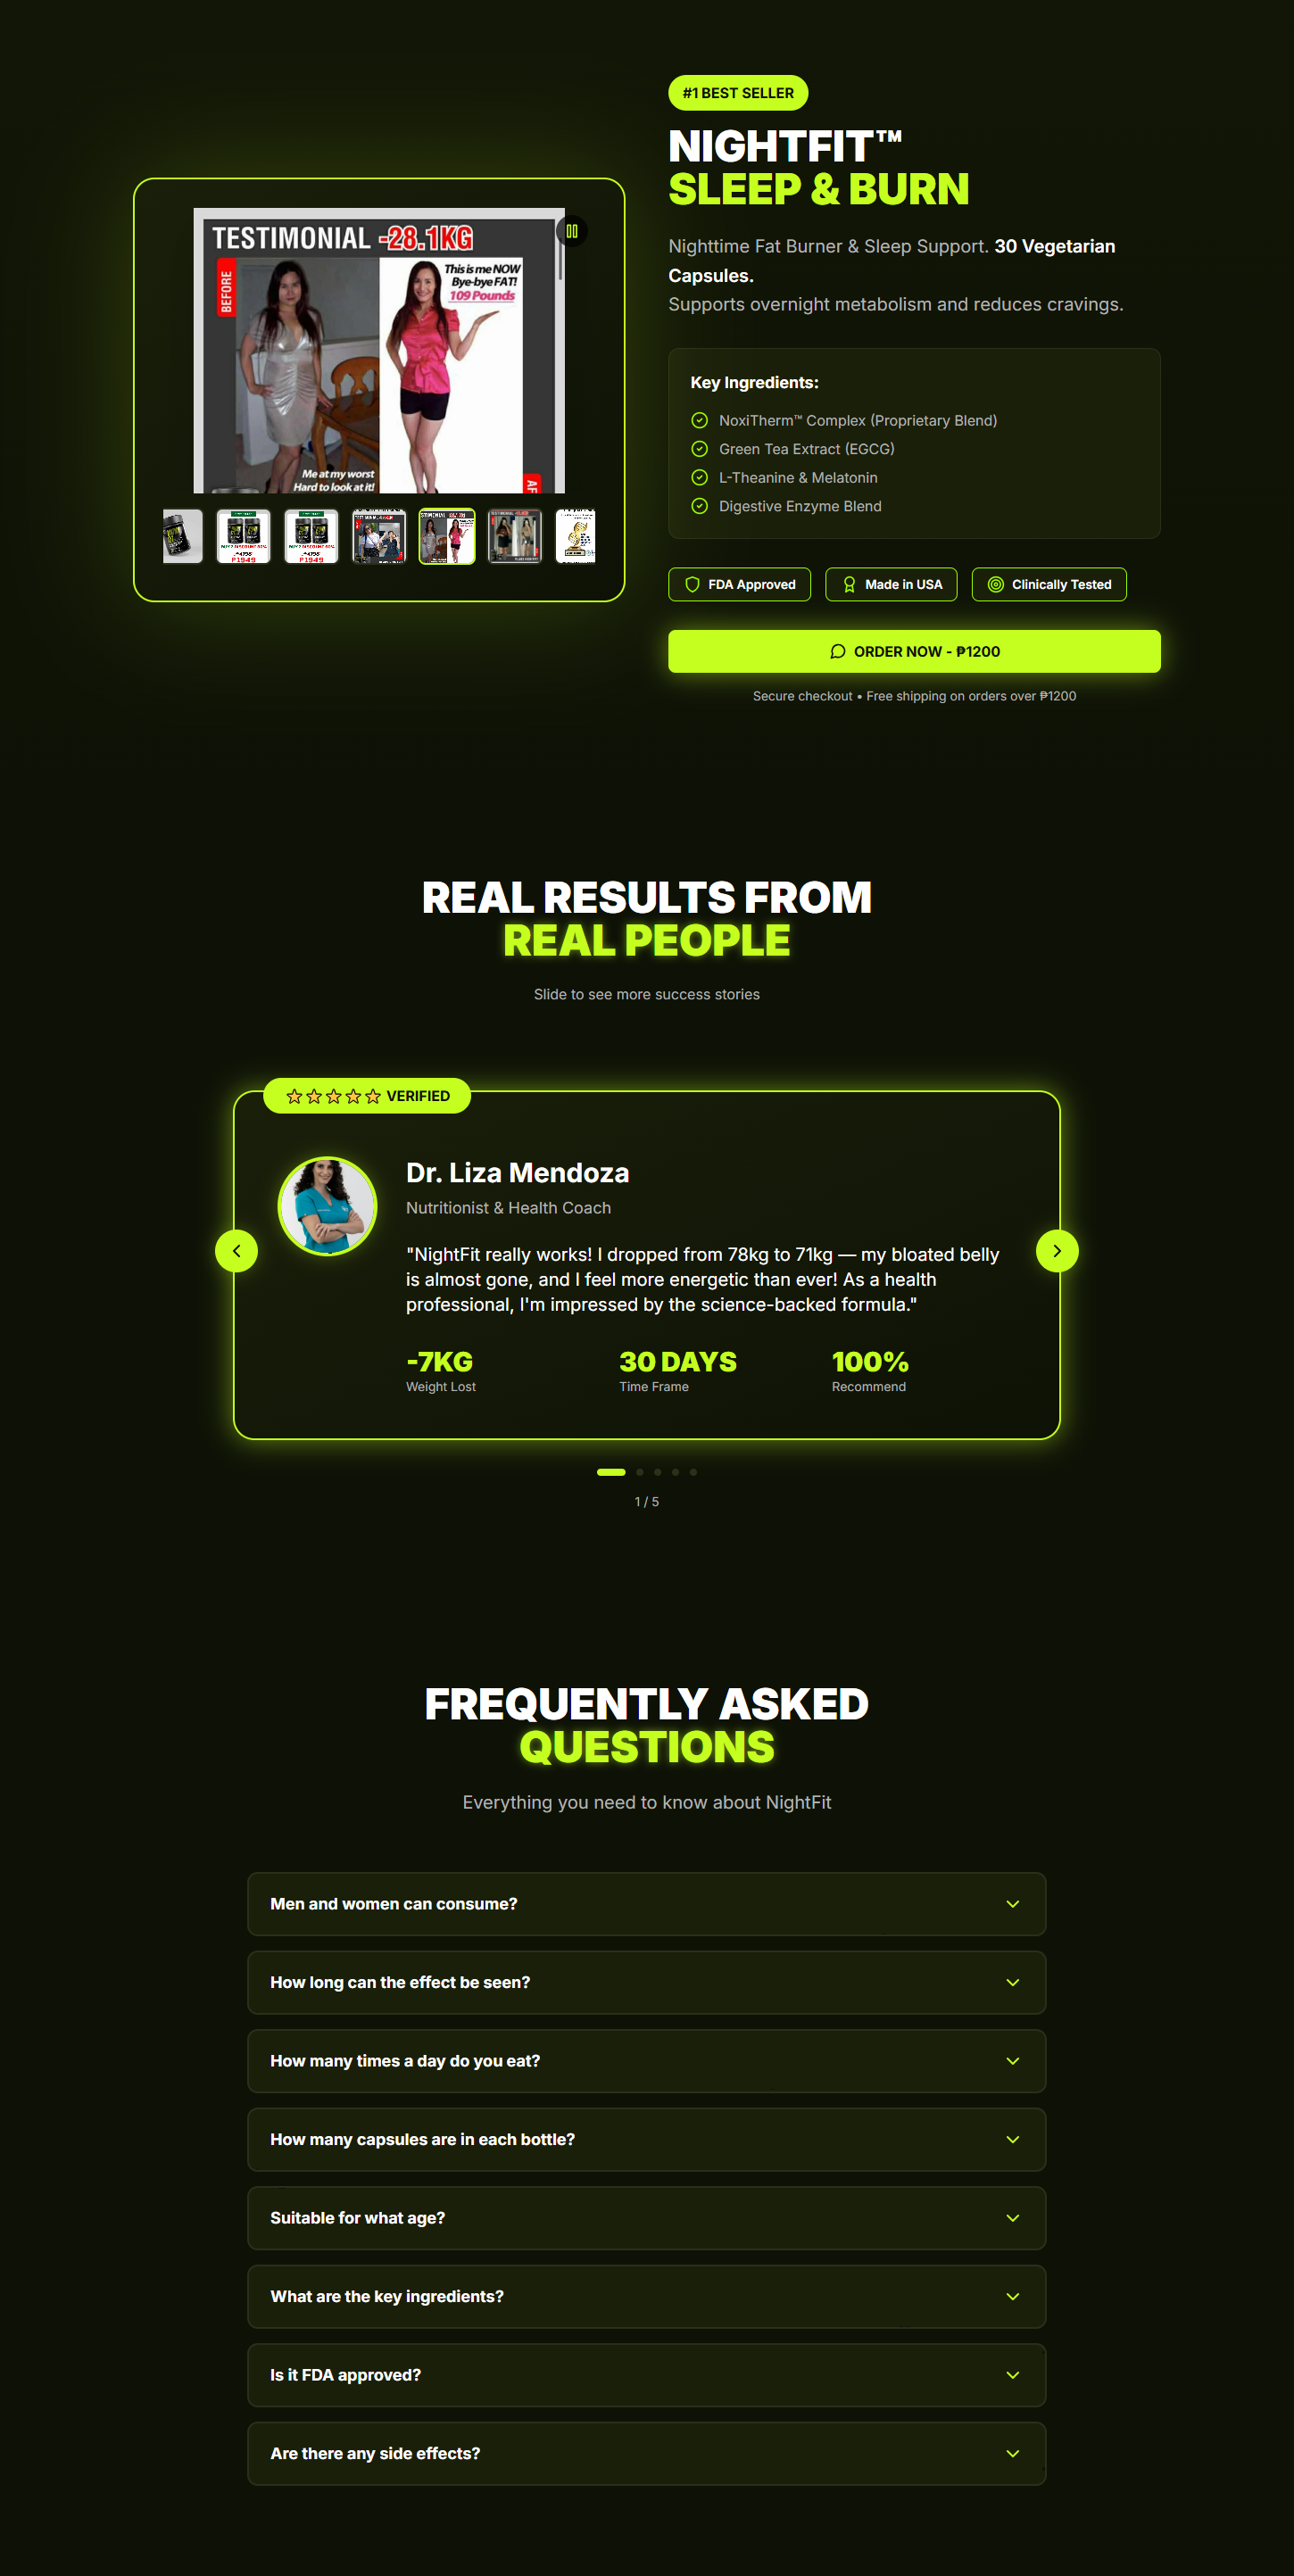 #1 BEST SELLER
NIGHTFIT™
SLEEP & BURN
Nighttime Fat Burner & Sleep Support. 30 Vegetarian
Capsules.
Supports overnight metabolism and reduces cravings.
TESTIMONIAL -28.1KG
BEFORE
This is me NOW
Bye-bye FAT!
109 Pounds
Me at my worst
Hard to look at it!
AF
Key Ingredients:
NoxiTherm™ Complex (Proprietary Blend)
Green Tea Extract (EGCG)
L-Theanine & Melatonin
Digestive Enzyme Blend
₱1949
₱1949
FDA Approved
Made in USA
Clinically Tested
ORDER NOW - ₱1200
Secure checkout • Free shipping on orders over ₱1200
REAL RESULTS FROM
REAL PEOPLE
Slide to see more success stories
VERIFIED
Dr. Liza Mendoza
Nutritionist & Health Coach
"NightFit really works! I dropped from 78kg to 71kg — my bloated belly
is almost gone, and I feel more energetic than ever! As a health
professional, I'm impressed by the science-backed formula."
-7KG
Weight Lost
30 DAYS
Time Frame
100%
Recommend
1 / 5
FREQUENTLY ASKED
QUESTIONS
Everything you need to know about NightFit
Men and women can consume?
How long can the effect be seen?
How many times a day do you eat?
How many capsules are in each bottle?
Suitable for what age?
What are the key ingredients?
Is it FDA approved?
Are there any side effects?